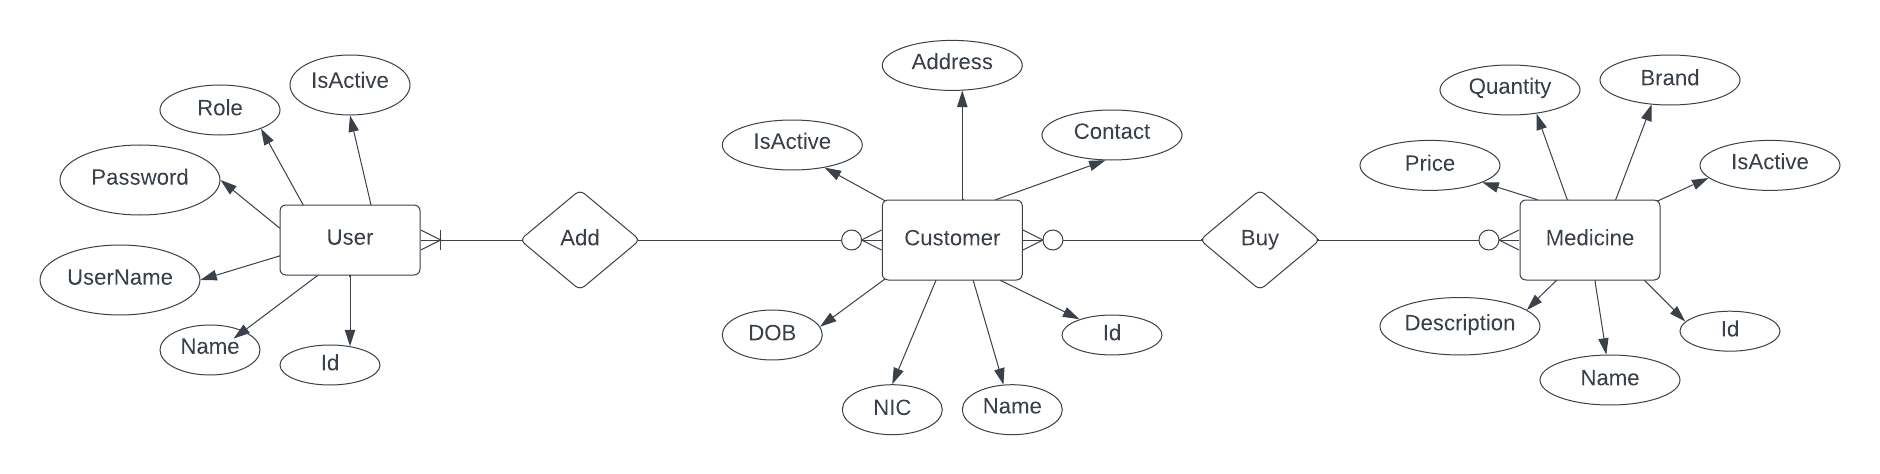 IsActive
Role
Password
User
UserName
Name
Id
Add
Address
Contact
IsActive
Customer
DOB
Id
NIC
Name
Buy
Quantity
Brand
Price
IsActive
Medicine
Description
Id
Name